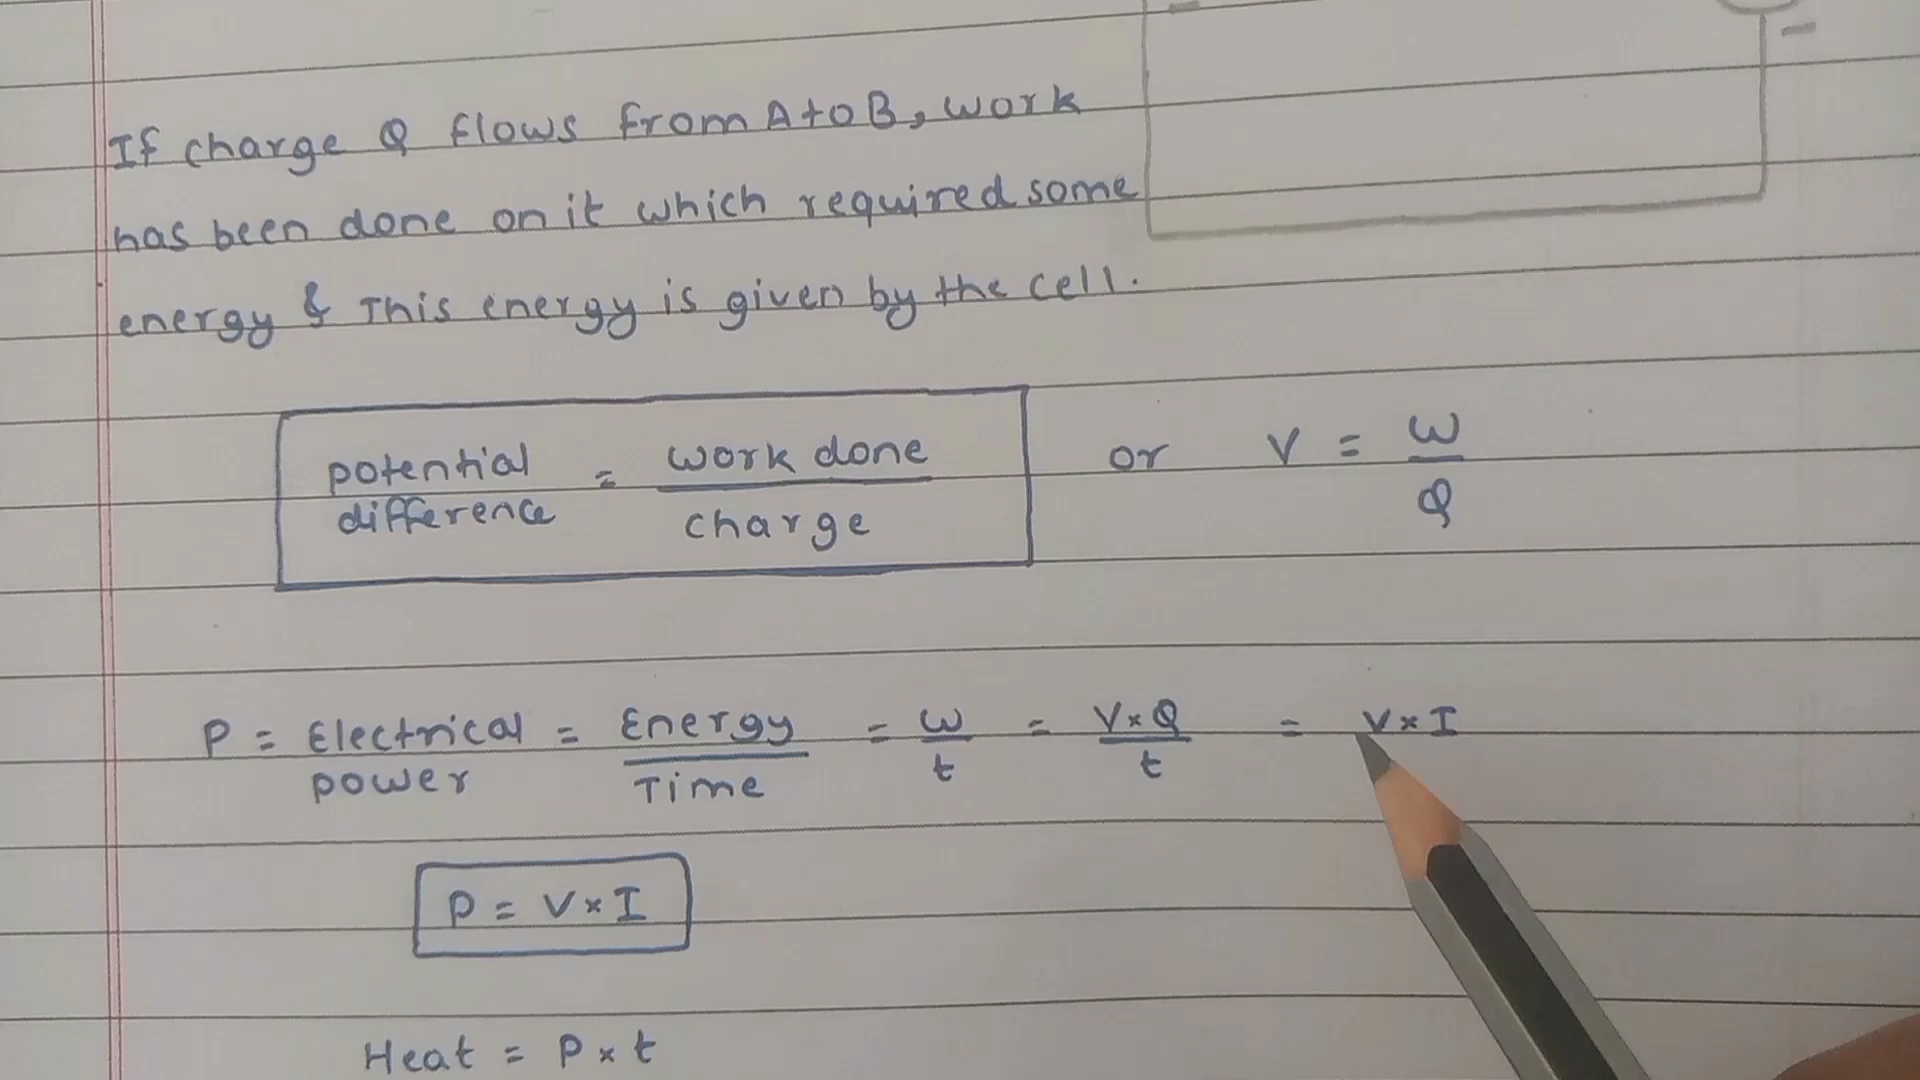 If charge Q flows from A to B, work
has been done on it which required some
energy & This energy is given by the cell.
potential difference = work done / charge or V = W / Q
P = Electrical power = Energy / Time = W / t = V × Q / t = V × I
P = V × I
Heat = P × t